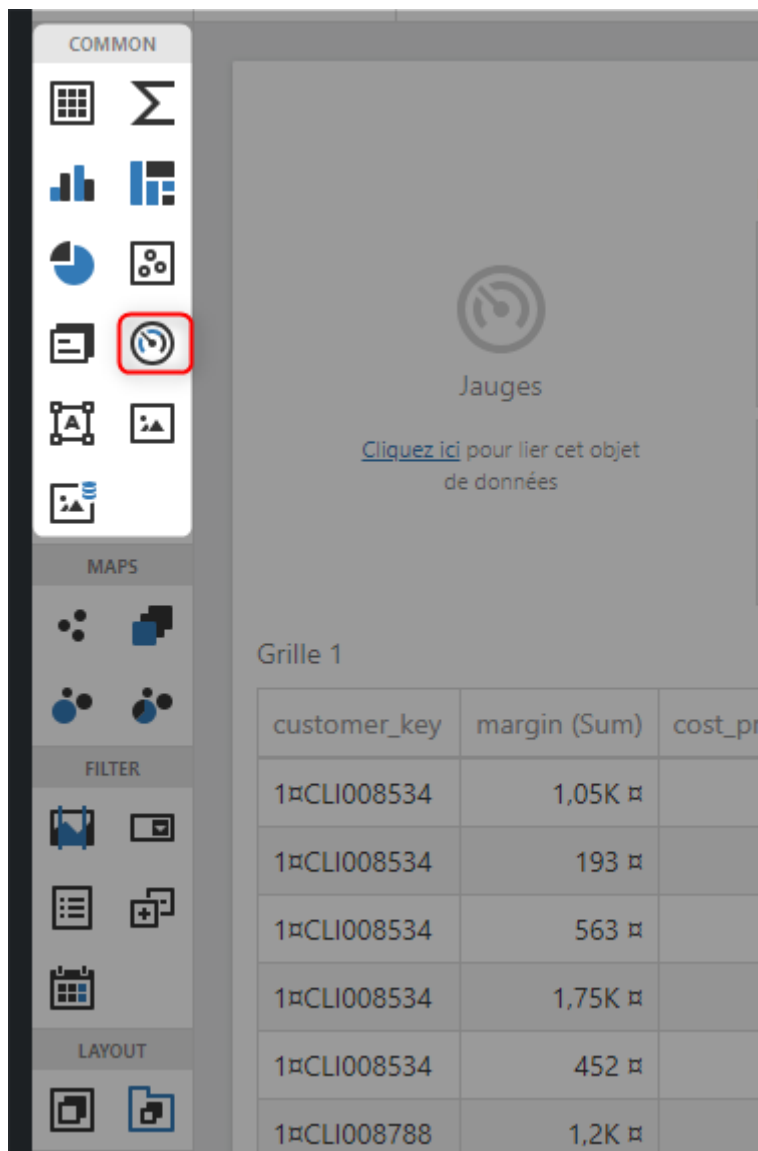 COMMON
Jauges
Cliquez ici pour lier cet objet
de données
MAPS
Grille 1
customer_key margin (Sum)
FILTER
1¤CLI008534 1,05K ¤
1¤CLI008534 193 ¤
1¤CLI008534 563 ¤
1¤CLI008534 1,75K ¤
LAYOUT
1¤CLI008534 452 ¤
1¤CLI008788 1,2K ¤